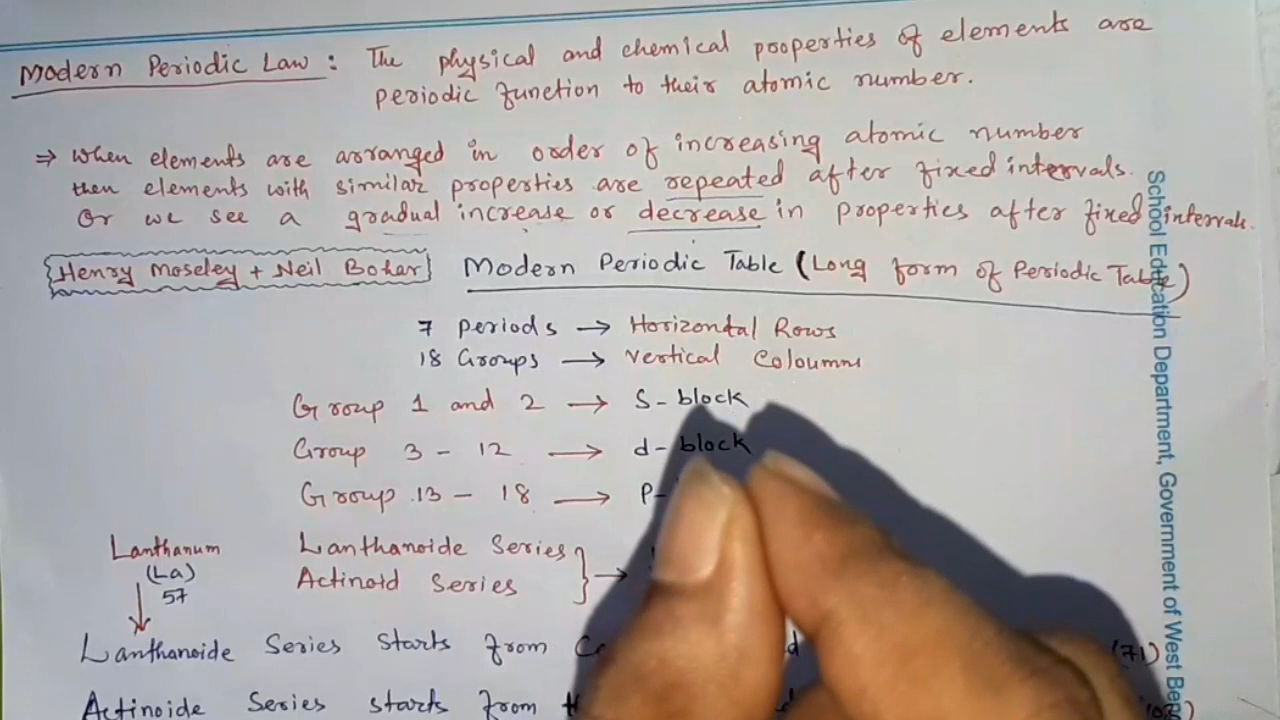 Modern Periodic Law : The physical and chemical properties of elements are
periodic function to their atomic number.
⇒ When elements are arranged in order of increasing atomic number
then elements with similar properties are repeated after fixed intervals.
Or we see a gradual increase or decrease in properties after fixed intervals.
Henry Moseley + Neil Bohar Modern Periodic Table (Long form of Periodic Table)
7 periods → Horizontal Rows
18 Groups → Vertical Coloumns
Group 1 and 2 → S-block
Group 3 - 12 → d-block
Group 13 - 18 → P-
Lanthanum
(La)
57
Lanthanoide Series
Actinoid Series →
Lanthanoide Series starts from (71)
Actinoide Series starts from
School Education Department, Government of West